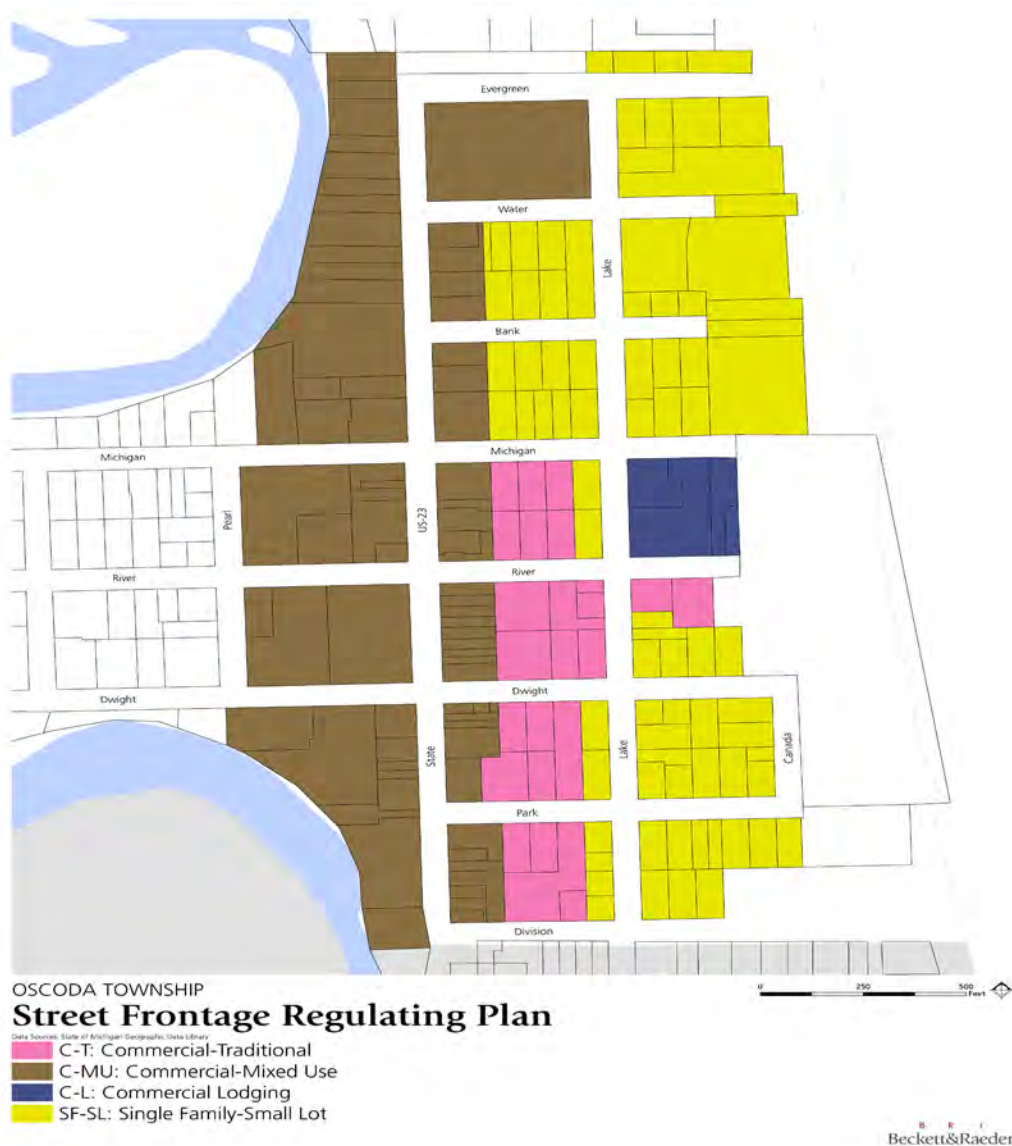 Evergreen
Water
Lake
Bank
Michigan
Michigan
Pearl
US-23
River
River
Dwight
Dwight
State
Lake
Canada
Park
Division
OSCODA TOWNSHIP
0 250 500
Feet
Street Frontage Regulating Plan
Data Sources: State of Michigan Geographic Data Library
C-T: Commercial-Traditional
C-MU: Commercial-Mixed Use
C-L: Commercial Lodging
SF-SL: Single Family-Small Lot
B R I
Beckett&Raeder